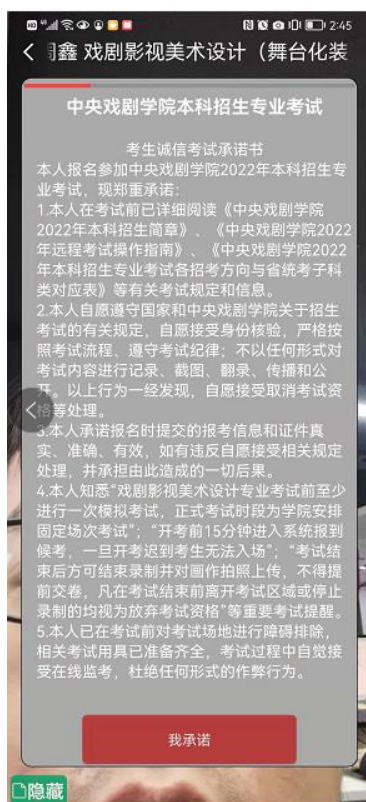 2:45
周鑫 戏剧影视美术设计（舞台化装
中央戏剧学院本科招生专业考试
考生诚信考试承诺书
本人报名参加中央戏剧学院2022年本科招生专
业考试，现郑重承诺：
1.本人在考试前已详细阅读《中央戏剧学院
2022年本科招生简章》、《中央戏剧学院2022
年远程考试操作指南》、《中央戏剧学院2022
年本科招生专业考试各招考方向与省统考子科
类对应表》等有关考试规定和信息。
2.本人自愿遵守国家和中央戏剧学院关于招生
考试的有关规定，自愿接受身份核验，严格按
照考试流程、遵守考试纪律；不以任何形式对
考试内容进行记录、截图、翻录、传播和公
开。以上行为一经发现，自愿接受取消考试资
格等处理。
3.本人承诺报名时提交的报考信息和证件真
实、准确、有效，如有违反自愿接受相关规定
处理，并承担由此造成的一切后果。
4.本人知悉“戏剧影视美术设计专业考试前至少
进行一次模拟考试，正式考试时段为学院安排
固定场次考试”；“开考前15分钟进入系统报到
候考，一旦开考迟到考生无法入场”；“考试结
束后方可结束录制并对画作拍照上传，不得提
前交卷，凡在考试结束前离开考试区域或停止
录制的均视为放弃考试资格”等重要考试提醒。
5.本人已在考试前对考试场地进行障碍排除，
相关考试用具已准备齐全，考试过程中自觉接
受在线监考，杜绝任何形式的作弊行为。
我承诺
隐藏